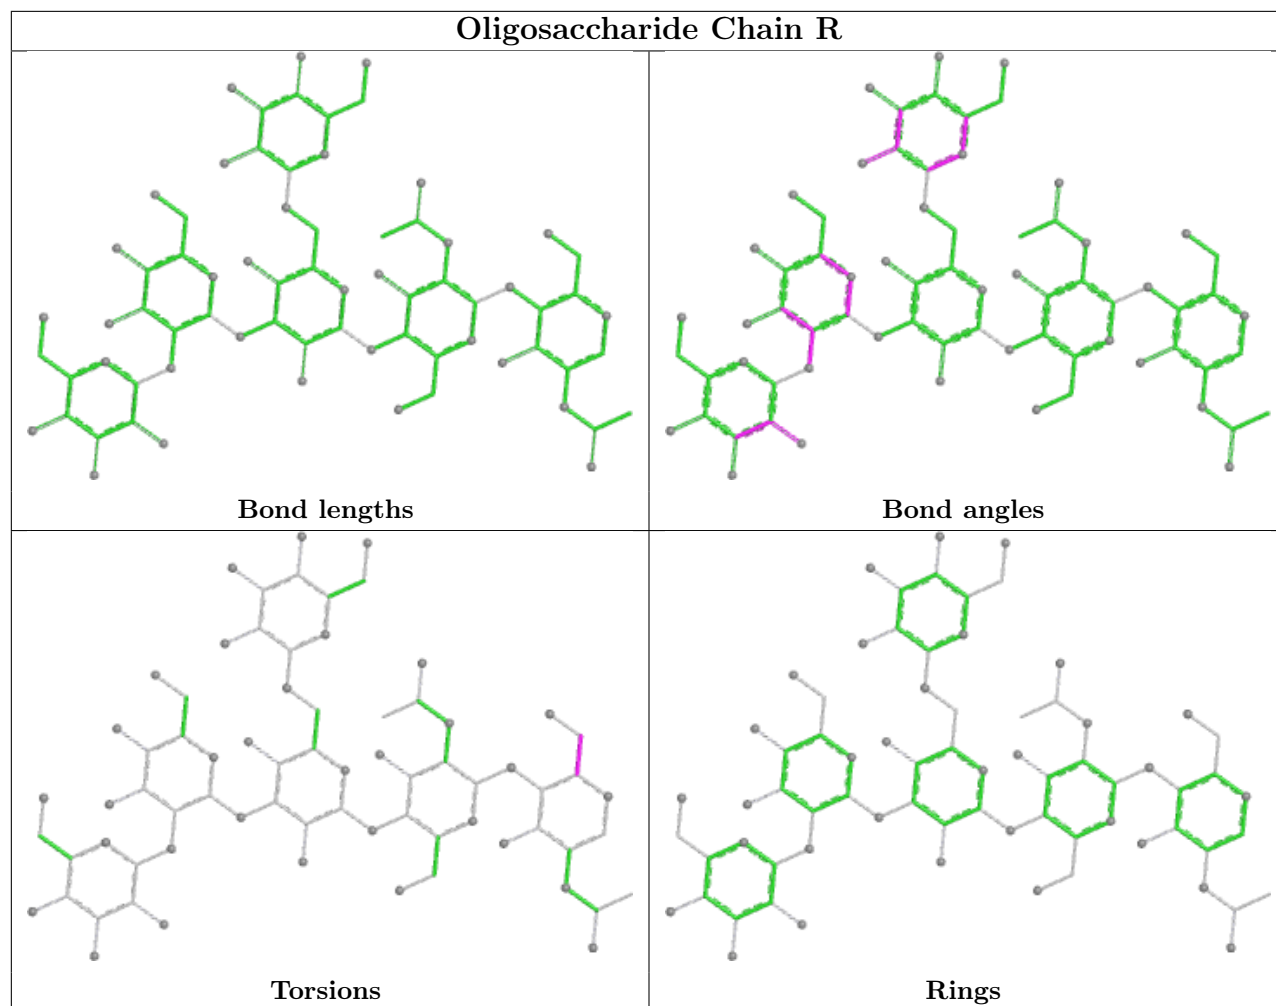 Oligosaccharide Chain R
Bond lengths
Bond angles
Torsions
Rings